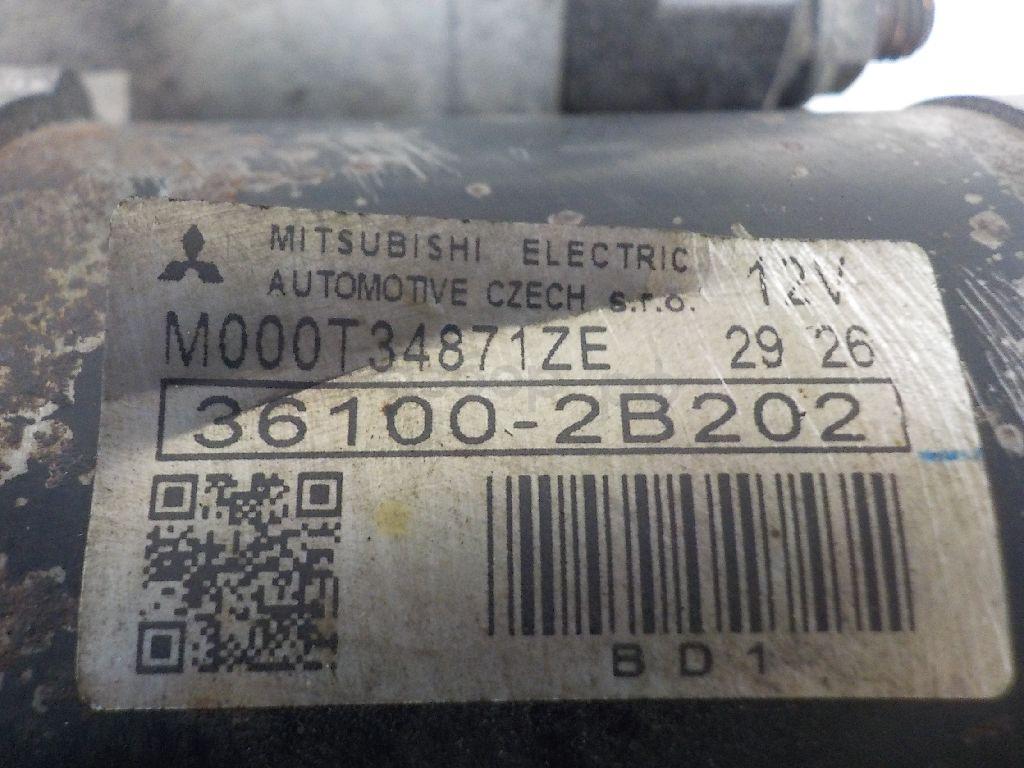 MITSUBISHI ELECTRIC 12V
AUTOMOTIVE CZECH s.r.o.
M000T34871ZE 29 26
36100-2B202
BD1